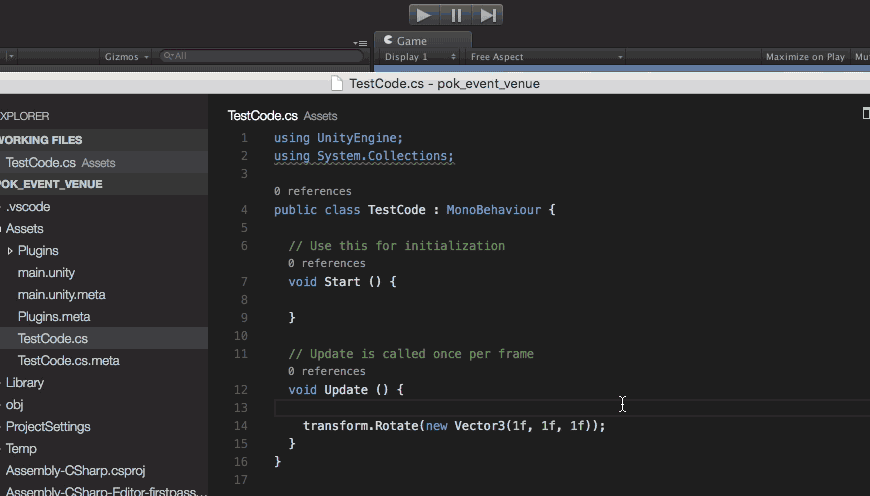 Game
Gizmos
All
Display 1
Free Aspect
Maximize on Play
TestCode.cs - pok_event_venue
TestCode.cs Assets
WORKING FILES
TestCode.cs Assets
.vscode
Assets
Plugins
main.unity
main.unity.meta
Plugins.meta
TestCode.cs
TestCode.cs.meta
Library
obj
ProjectSettings
Temp
Assembly-CSharp.csproj
Assembly-CSharp-Editor-firstpass...
1 using UnityEngine;
2 using System.Collections;
3
0 references
4 public class TestCode : MonoBehaviour {
5
6 // Use this for initialization
0 references
7 void Start () {
8
9 }
10
11 // Update is called once per frame
0 references
12 void Update () {
13
14 transform.Rotate(new Vector3(1f, 1f, 1f));
15 }
16 }
17